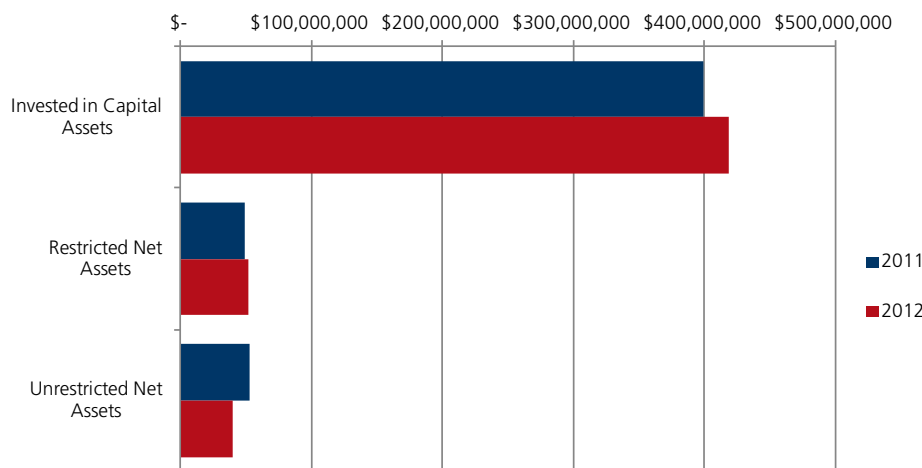 $- $100,000,000 $200,000,000 $300,000,000 $400,000,000 $500,000,000
Invested in Capital
Assets
Restricted Net
Assets
Unrestricted Net
Assets
2011
2012